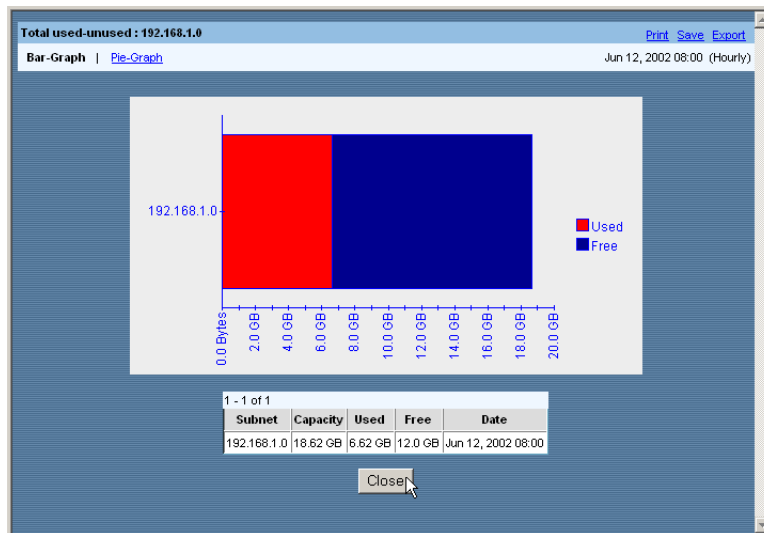 Total used-unused : 192.168.1.0 Print Save Export
Bar-Graph | Pie-Graph Jun 12, 2002 08:00 (Hourly)
192.168.1.0
Used
Free
0.0 Bytes 2.0 GB 4.0 GB 6.0 GB 8.0 GB 10.0 GB 12.0 GB 14.0 GB 16.0 GB 18.0 GB 20.0 GB
1 - 1 of 1
Subnet Capacity Used Free Date
192.168.1.0 18.62 GB 6.62 GB 12.0 GB Jun 12, 2002 08:00
Close